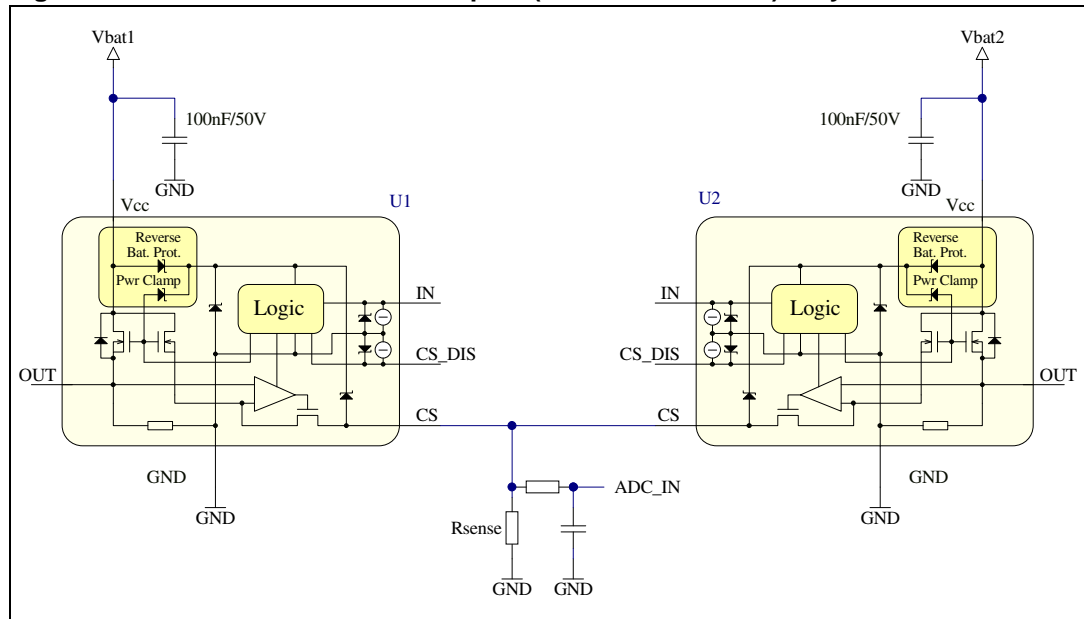 Vbat1
Vbat2
100nF/50V
100nF/50V
GND
GND
Vcc
U1
U2
Vcc
Reverse
Bat. Prot.
Pwr Clamp
Logic
IN
CS_DIS
OUT
CS
GND
GND
Reverse
Bat. Prot.
Pwr Clamp
Logic
IN
CS_DIS
OUT
CS
GND
GND
ADC_IN
Rsense
GND
GND